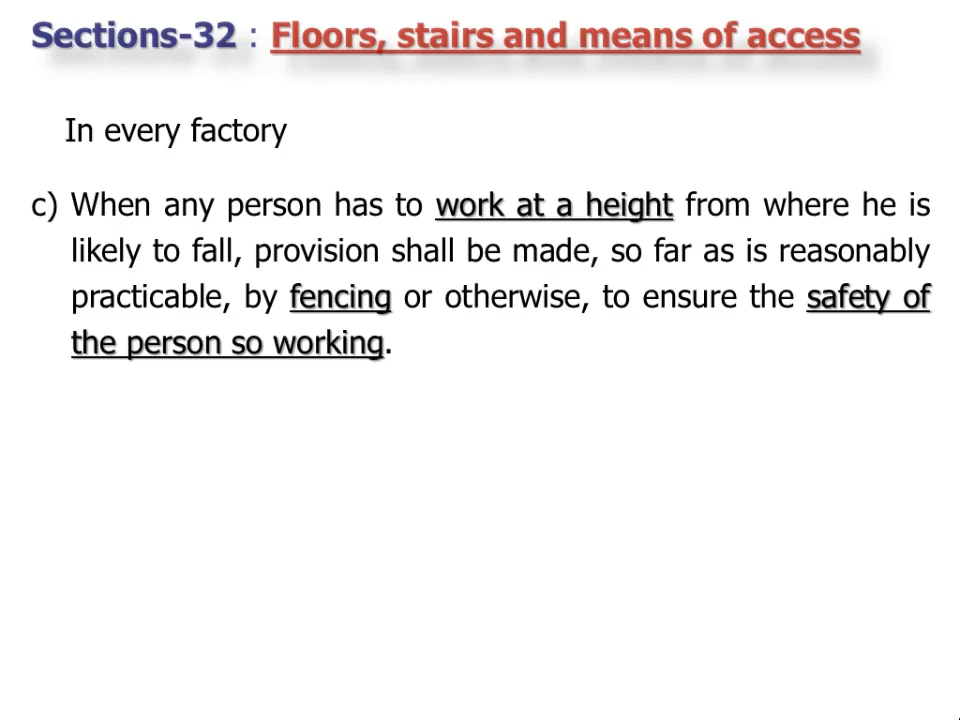 Sections-32 : Floors, stairs and means of access
In every factory
c) When any person has to work at a height from where he is
likely to fall, provision shall be made, so far as is reasonably
practicable, by fencing or otherwise, to ensure the safety of
the person so working.